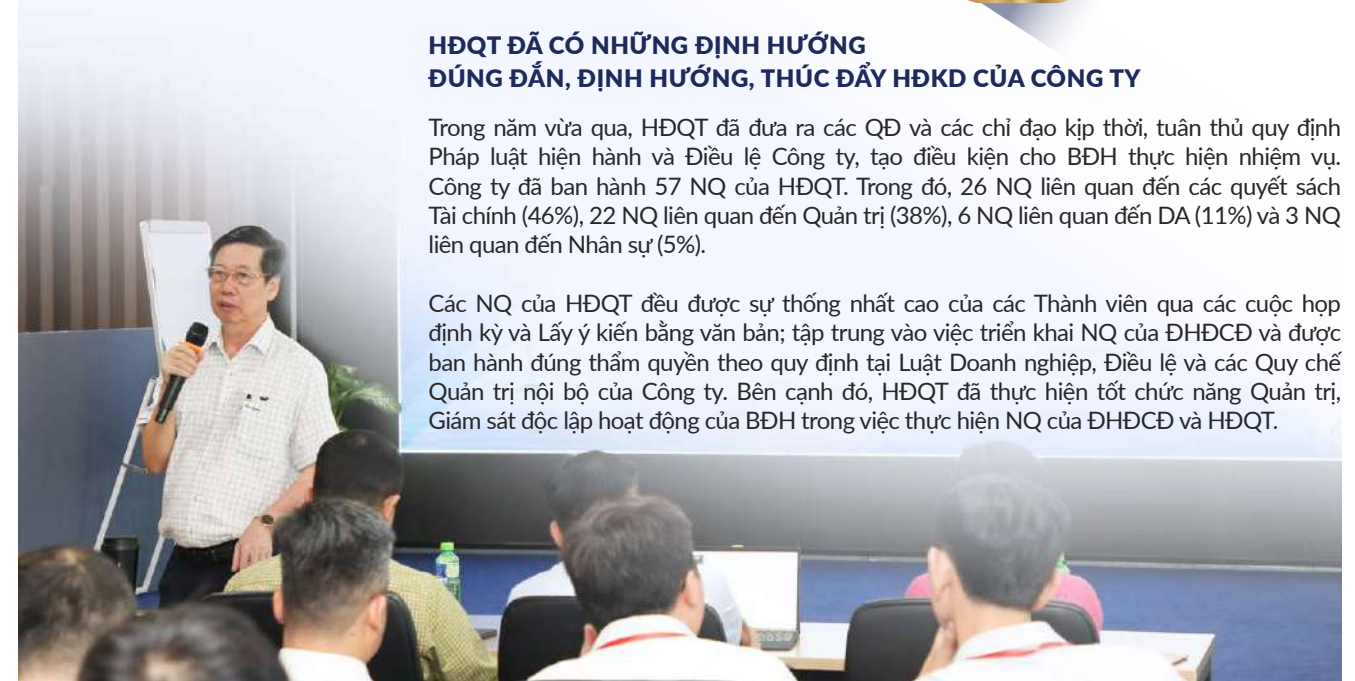 HĐQT ĐÃ CÓ NHỮNG ĐỊNH HƯỚNG
ĐÚNG ĐẮN, ĐỊNH HƯỚNG, THÚC ĐẨY HĐKD CỦA CÔNG TY
Trong năm vừa qua, HĐQT đã đưa ra các QĐ và các chỉ đạo kịp thời, tuân thủ quy định
Pháp luật hiện hành và Điều lệ Công ty, tạo điều kiện cho BĐH thực hiện nhiệm vụ.
Công ty đã ban hành 57 NQ của HĐQT. Trong đó, 26 NQ liên quan đến các quyết sách
Tài chính (46%), 22 NQ liên quan đến Quản trị (38%), 6 NQ liên quan đến DA (11%) và 3 NQ
liên quan đến Nhân sự (5%).
Các NQ của HĐQT đều được sự thống nhất cao của các Thành viên qua các cuộc họp
định kỳ và Lấy ý kiến bằng văn bản; tập trung vào việc triển khai NQ của ĐHĐCĐ và được
ban hành đúng thẩm quyền theo quy định tại Luật Doanh nghiệp, Điều lệ và các Quy chế
Quản trị nội bộ của Công ty. Bên cạnh đó, HĐQT đã thực hiện tốt chức năng Quản trị,
Giám sát độc lập hoạt động của BĐH trong việc thực hiện NQ của ĐHĐCĐ và HĐQT.